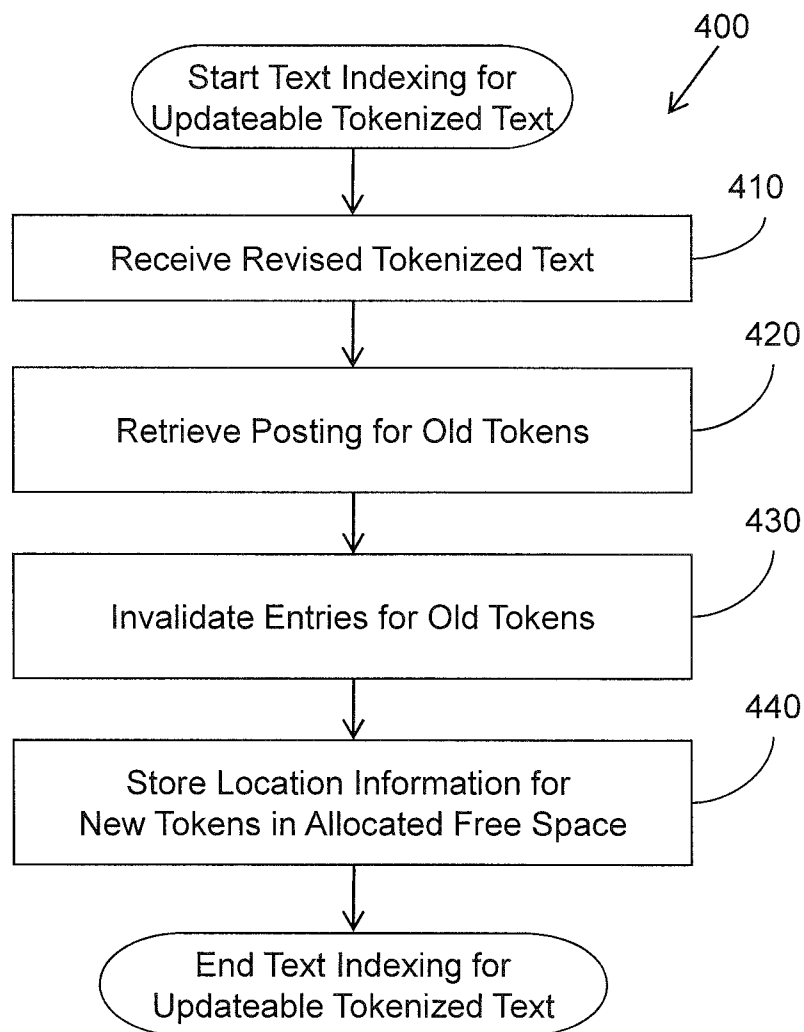 400
Start Text Indexing for
Updateable Tokenized Text
410
Receive Revised Tokenized Text
420
Retrieve Posting for Old Tokens
430
Invalidate Entries for Old Tokens
440
Store Location Information for
New Tokens in Allocated Free Space
End Text Indexing for
Updateable Tokenized Text